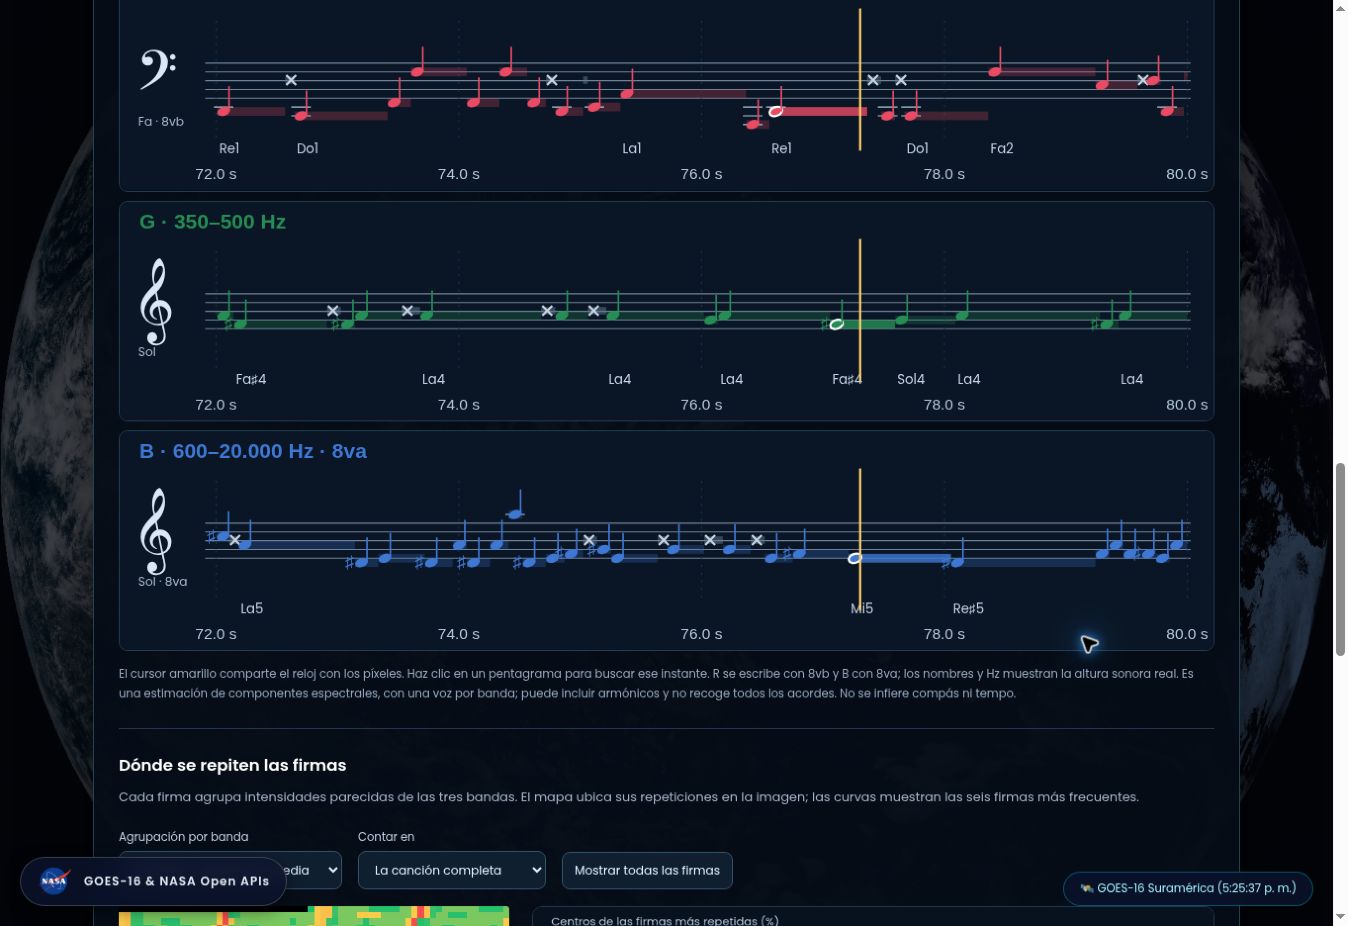 Fa · 8vb
Re1 Do1 La1 Re1 Do1 Fa2
72.0 s 74.0 s 76.0 s 78.0 s 80.0 s
G · 350–500 Hz
Sol
Fa♯4 La4 La4 La4 Fa♯4 Sol4 La4 La4
72.0 s 74.0 s 76.0 s 78.0 s 80.0 s
B · 600–20.000 Hz · 8va
Sol · 8va
La5 Mi5 Re♯5
72.0 s 74.0 s 76.0 s 78.0 s 80.0 s
El cursor amarillo comparte el reloj con los píxeles. Haz clic en un pentagrama para buscar ese instante. R se escribe con 8vb y B con 8va; los nombres y Hz muestran la altura sonora real. Es
una estimación de componentes espectrales, con una voz por banda; puede incluir armónicos y no recoge todos los acordes. No se infiere compás ni tempo.
Dónde se repiten las firmas
Cada firma agrupa intensidades parecidas de las tres bandas. El mapa ubica sus repeticiones en la imagen; las curvas muestran las seis firmas más frecuentes.
Agrupación por banda Contar en
edia La canción completa Mostrar todas las firmas
NASA GOES-16 & NASA Open APIs
GOES-16 Suramérica (5:25:37 p. m.)
Centros de las firmas más repetidas (%)